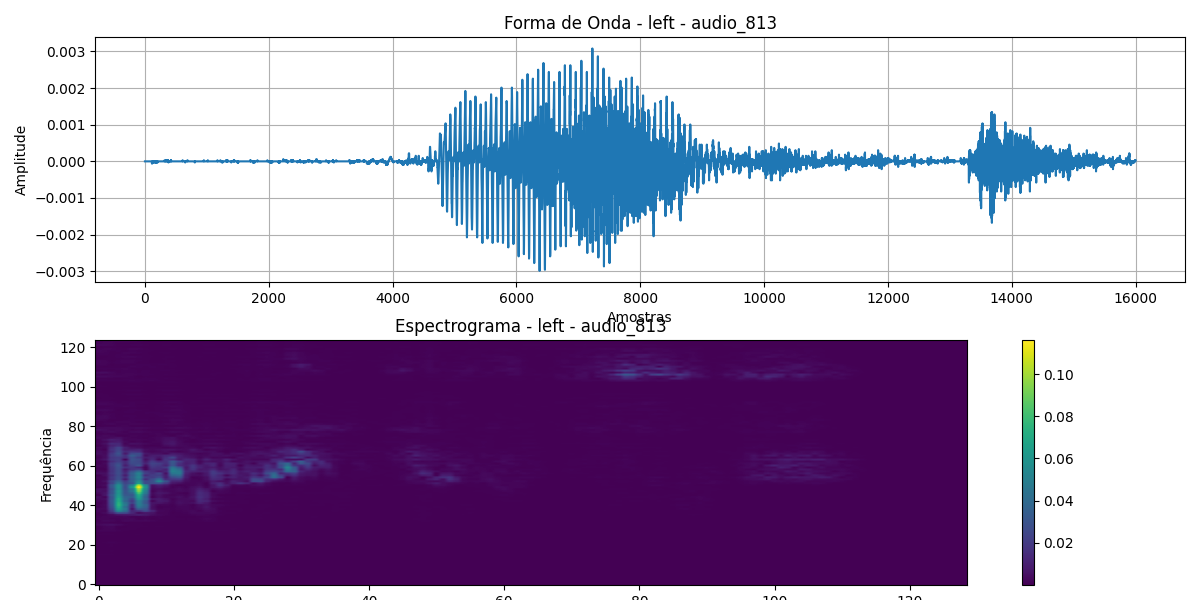 Forma de Onda - left - audio_813
0.003
0.002
0.001
0.000
−0.001
−0.002
−0.003
Amplitude
0 2000 4000 6000 8000 10000 12000 14000 16000
Amostras
Espectrograma - left - audio_813
120
100
80
60
40
20
0
Frequência
0 20 40 60 80 100 120
0.10
0.08
0.06
0.04
0.02